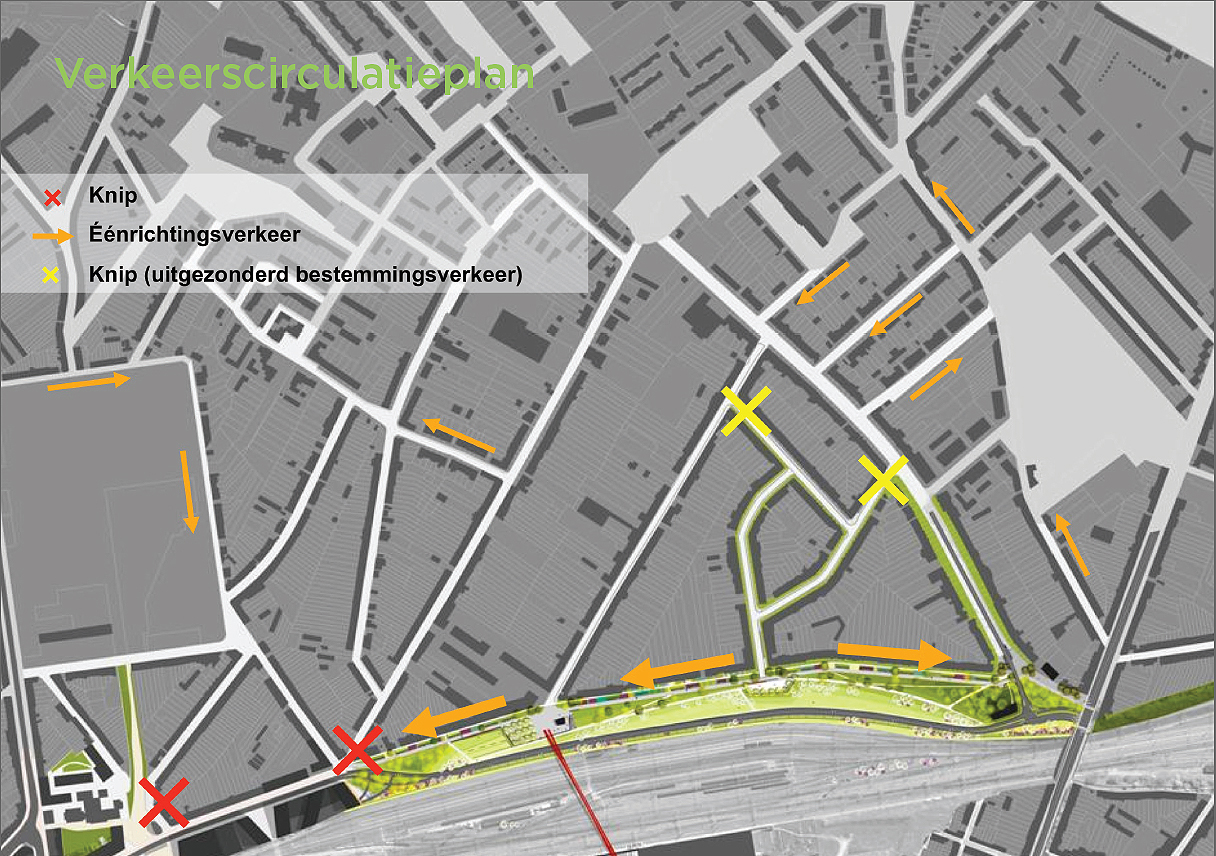 Verkeerscirculatieplan
Knip
Éénrichtingsverkeer
Knip (uitgezonderd bestemmingsverkeer)